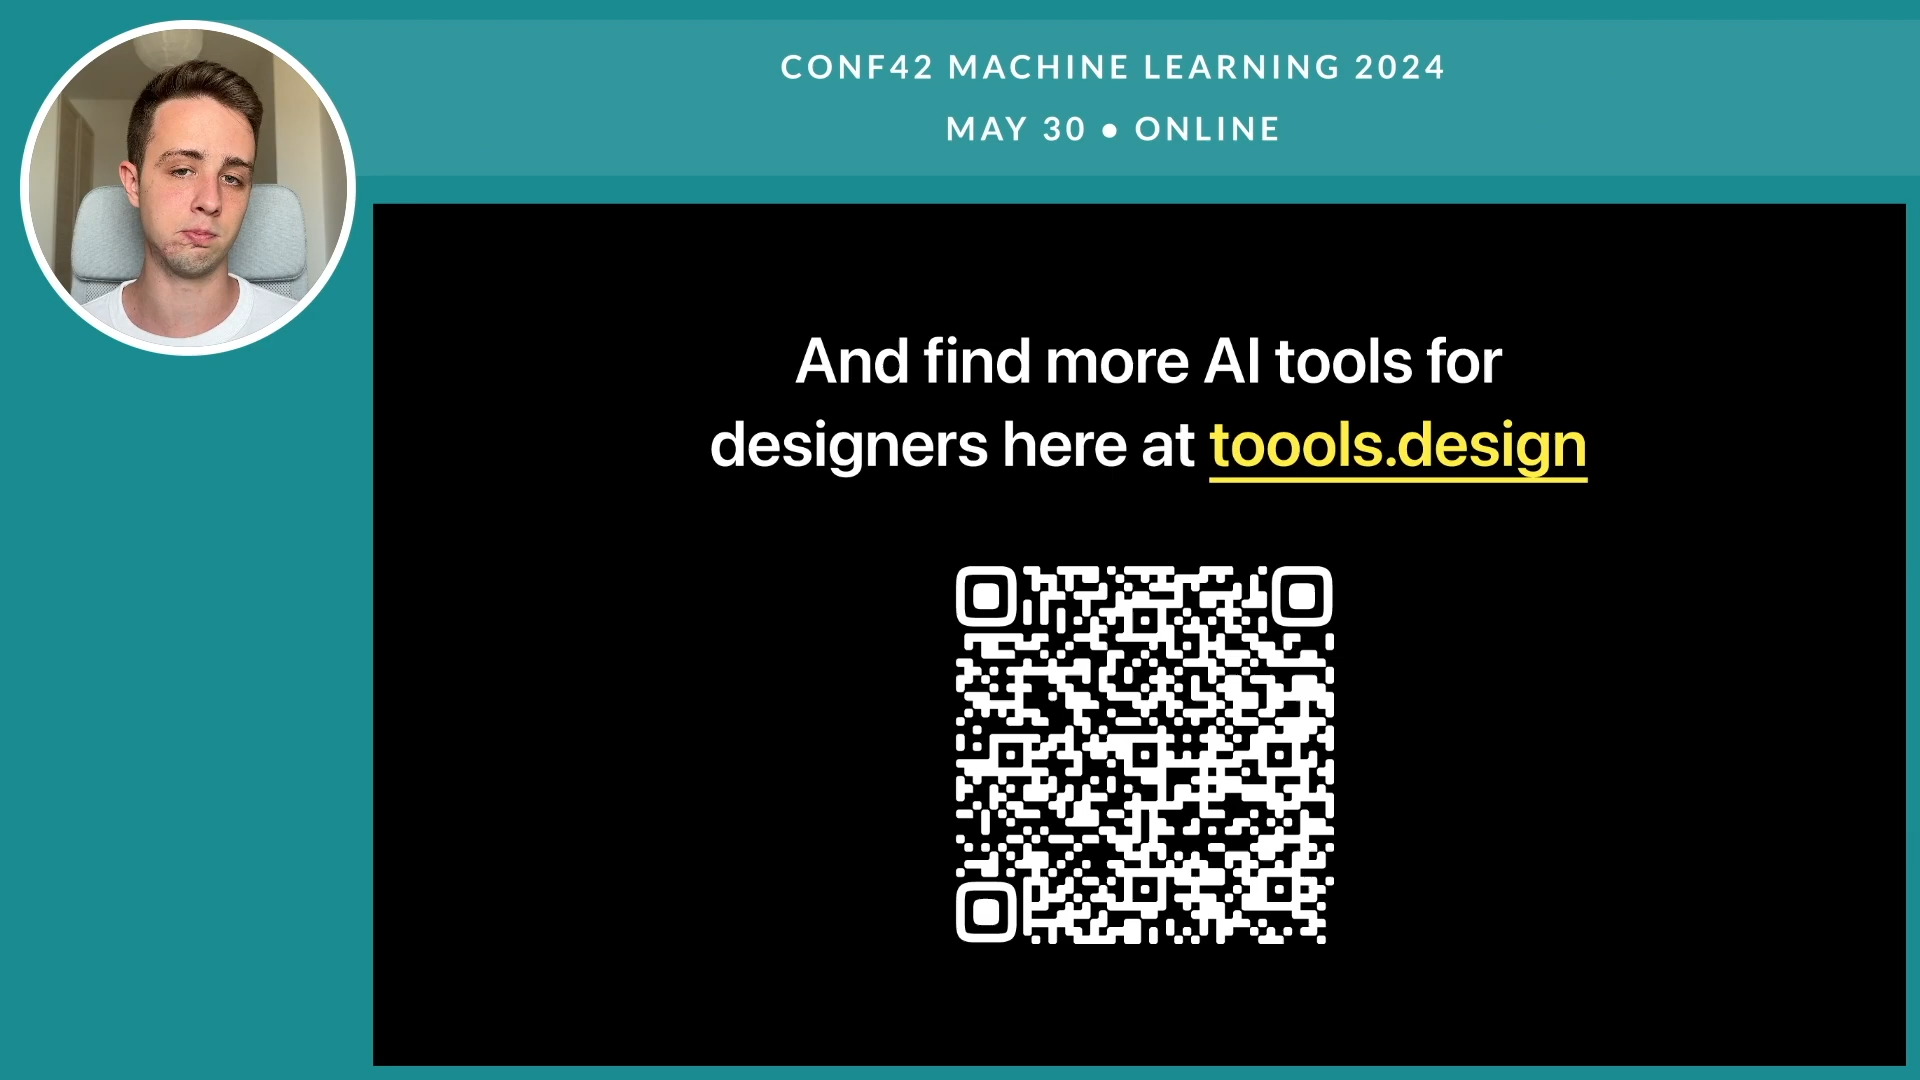 CONF42 MACHINE LEARNING 2024
MAY 30 • ONLINE
And find more AI tools for
designers here at toools.design